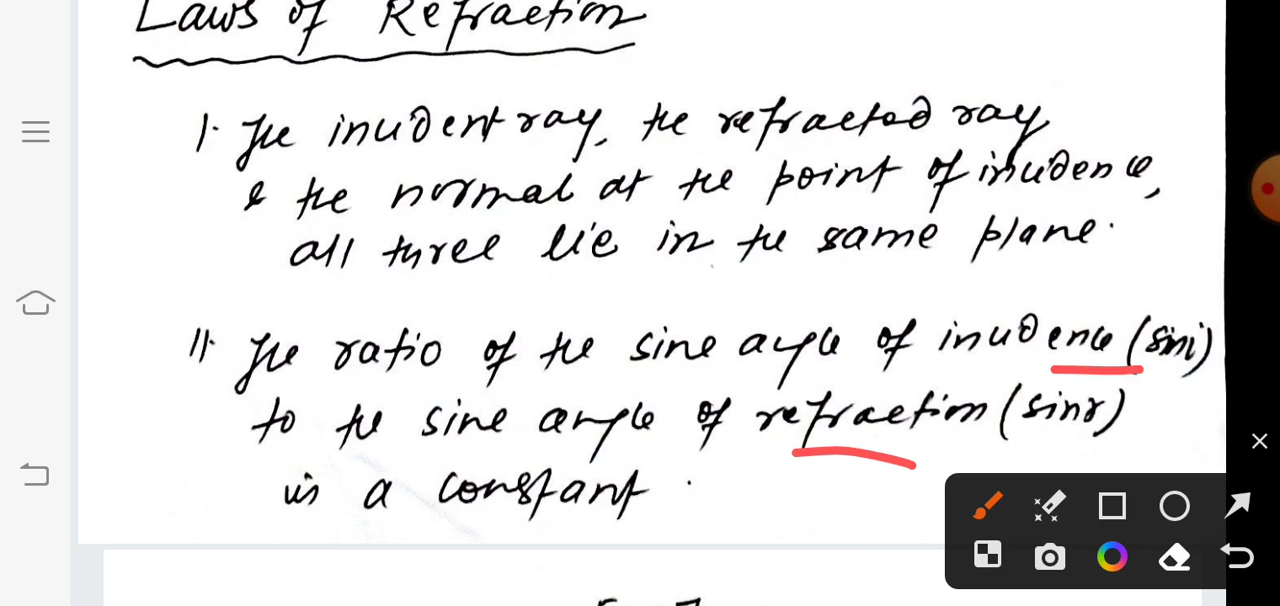 Laws of Refraction
I. The incident ray, the refracted ray
& the normal at the point of incidence,
all three lie in the same plane.
II. The ratio of the sine angle of incidence (sini)
to the sine angle of refraction (sinr)
is a constant.